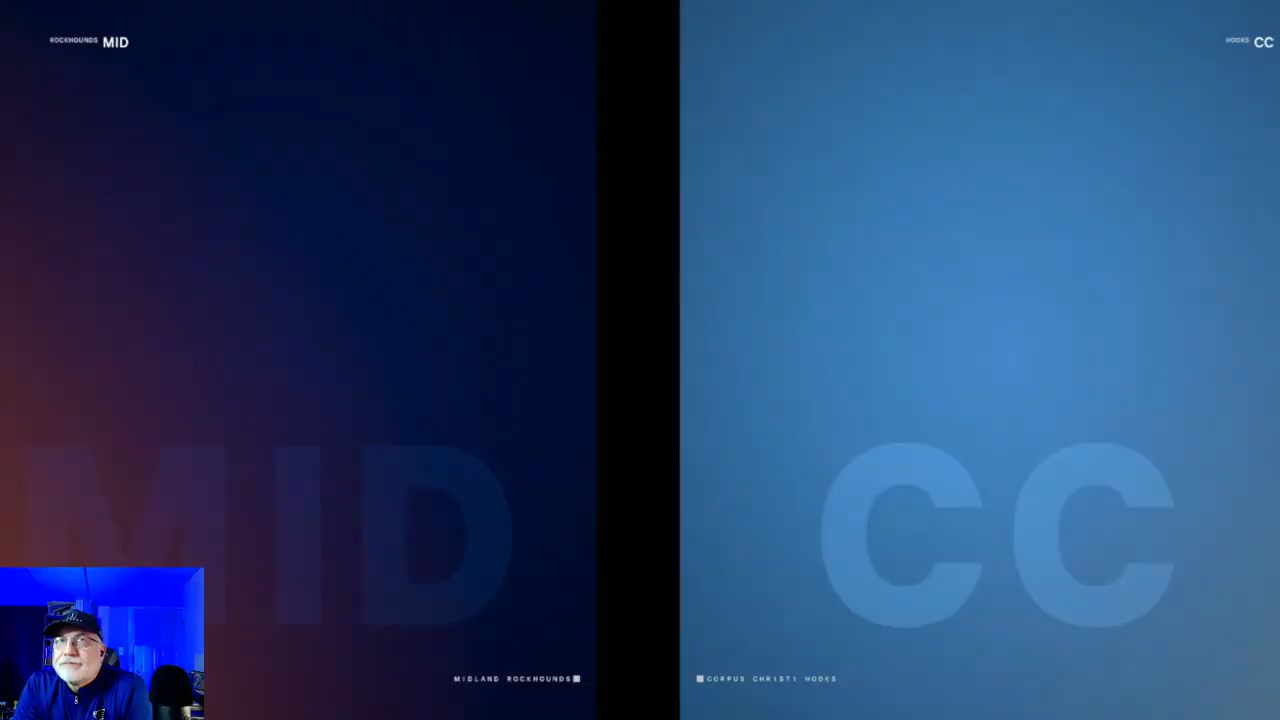 ROCKHOUNDS MID
HOOKS CC
MID
CC
MIDLAND ROCKHOUNDS
CORPUS CHRISTI HOOKS